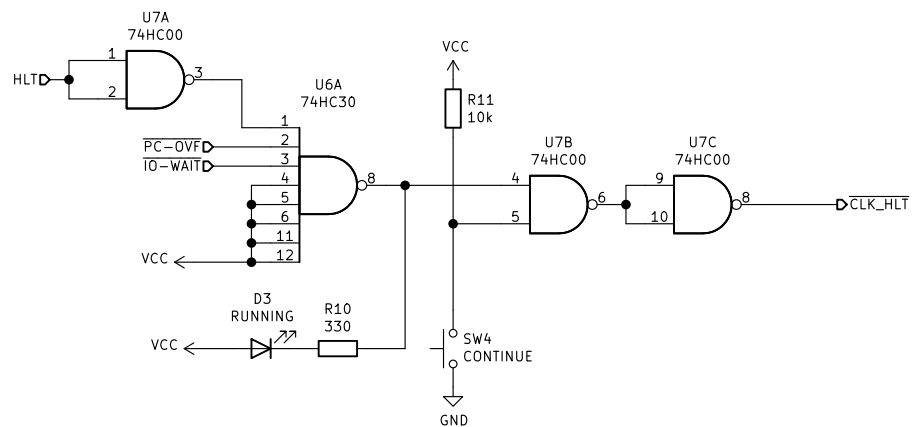 U7A
74HC00
HLT
1
2
3
U6A
74HC30
1
PC-OVF
2
IO-WAIT
3
4
5
6
11
12
8
VCC
D3
RUNNING
R10
330
VCC
VCC
R11
10k
U7B
74HC00
4
5
6
U7C
74HC00
9
10
8
CLK_HLT
SW4
CONTINUE
GND